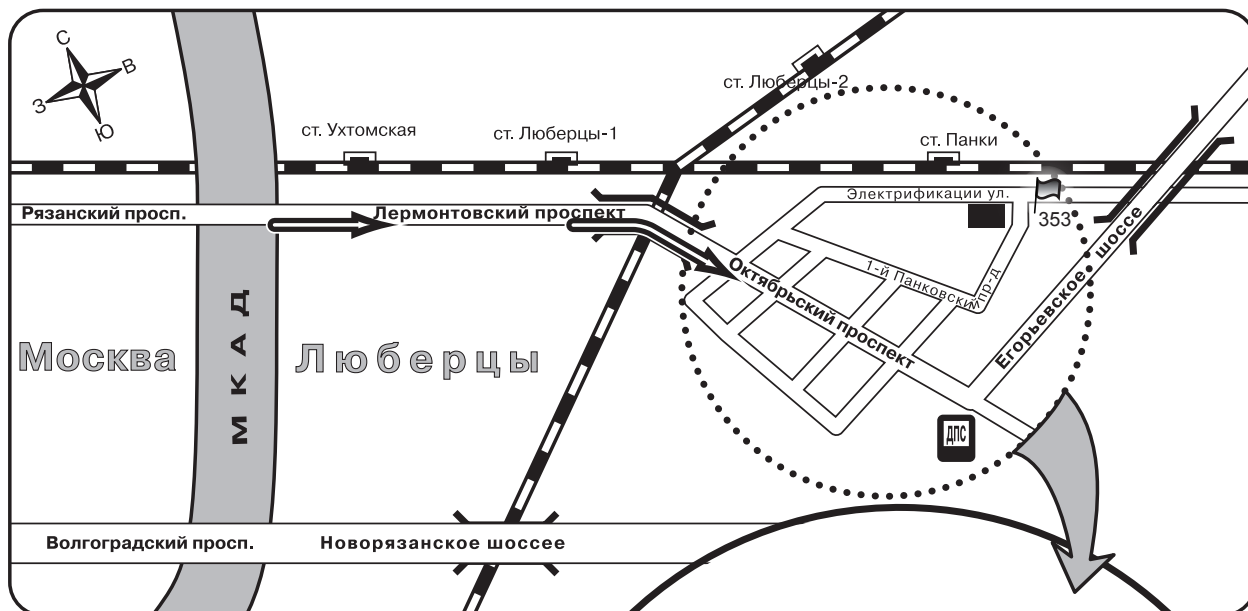 С
В
З
Ю
ст. Люберцы-2
ст. Ухтомская
ст. Люберцы-1
ст. Панки
Электрификации ул.
353
Рязанский просп.
Лермонтовский проспект
Октябрьский проспект
1-й Панковский пр-д
Егорьевское шоссе
Москва
МКАД
Люберцы
ДПС
Волгоградский просп.
Новорязанское шоссее